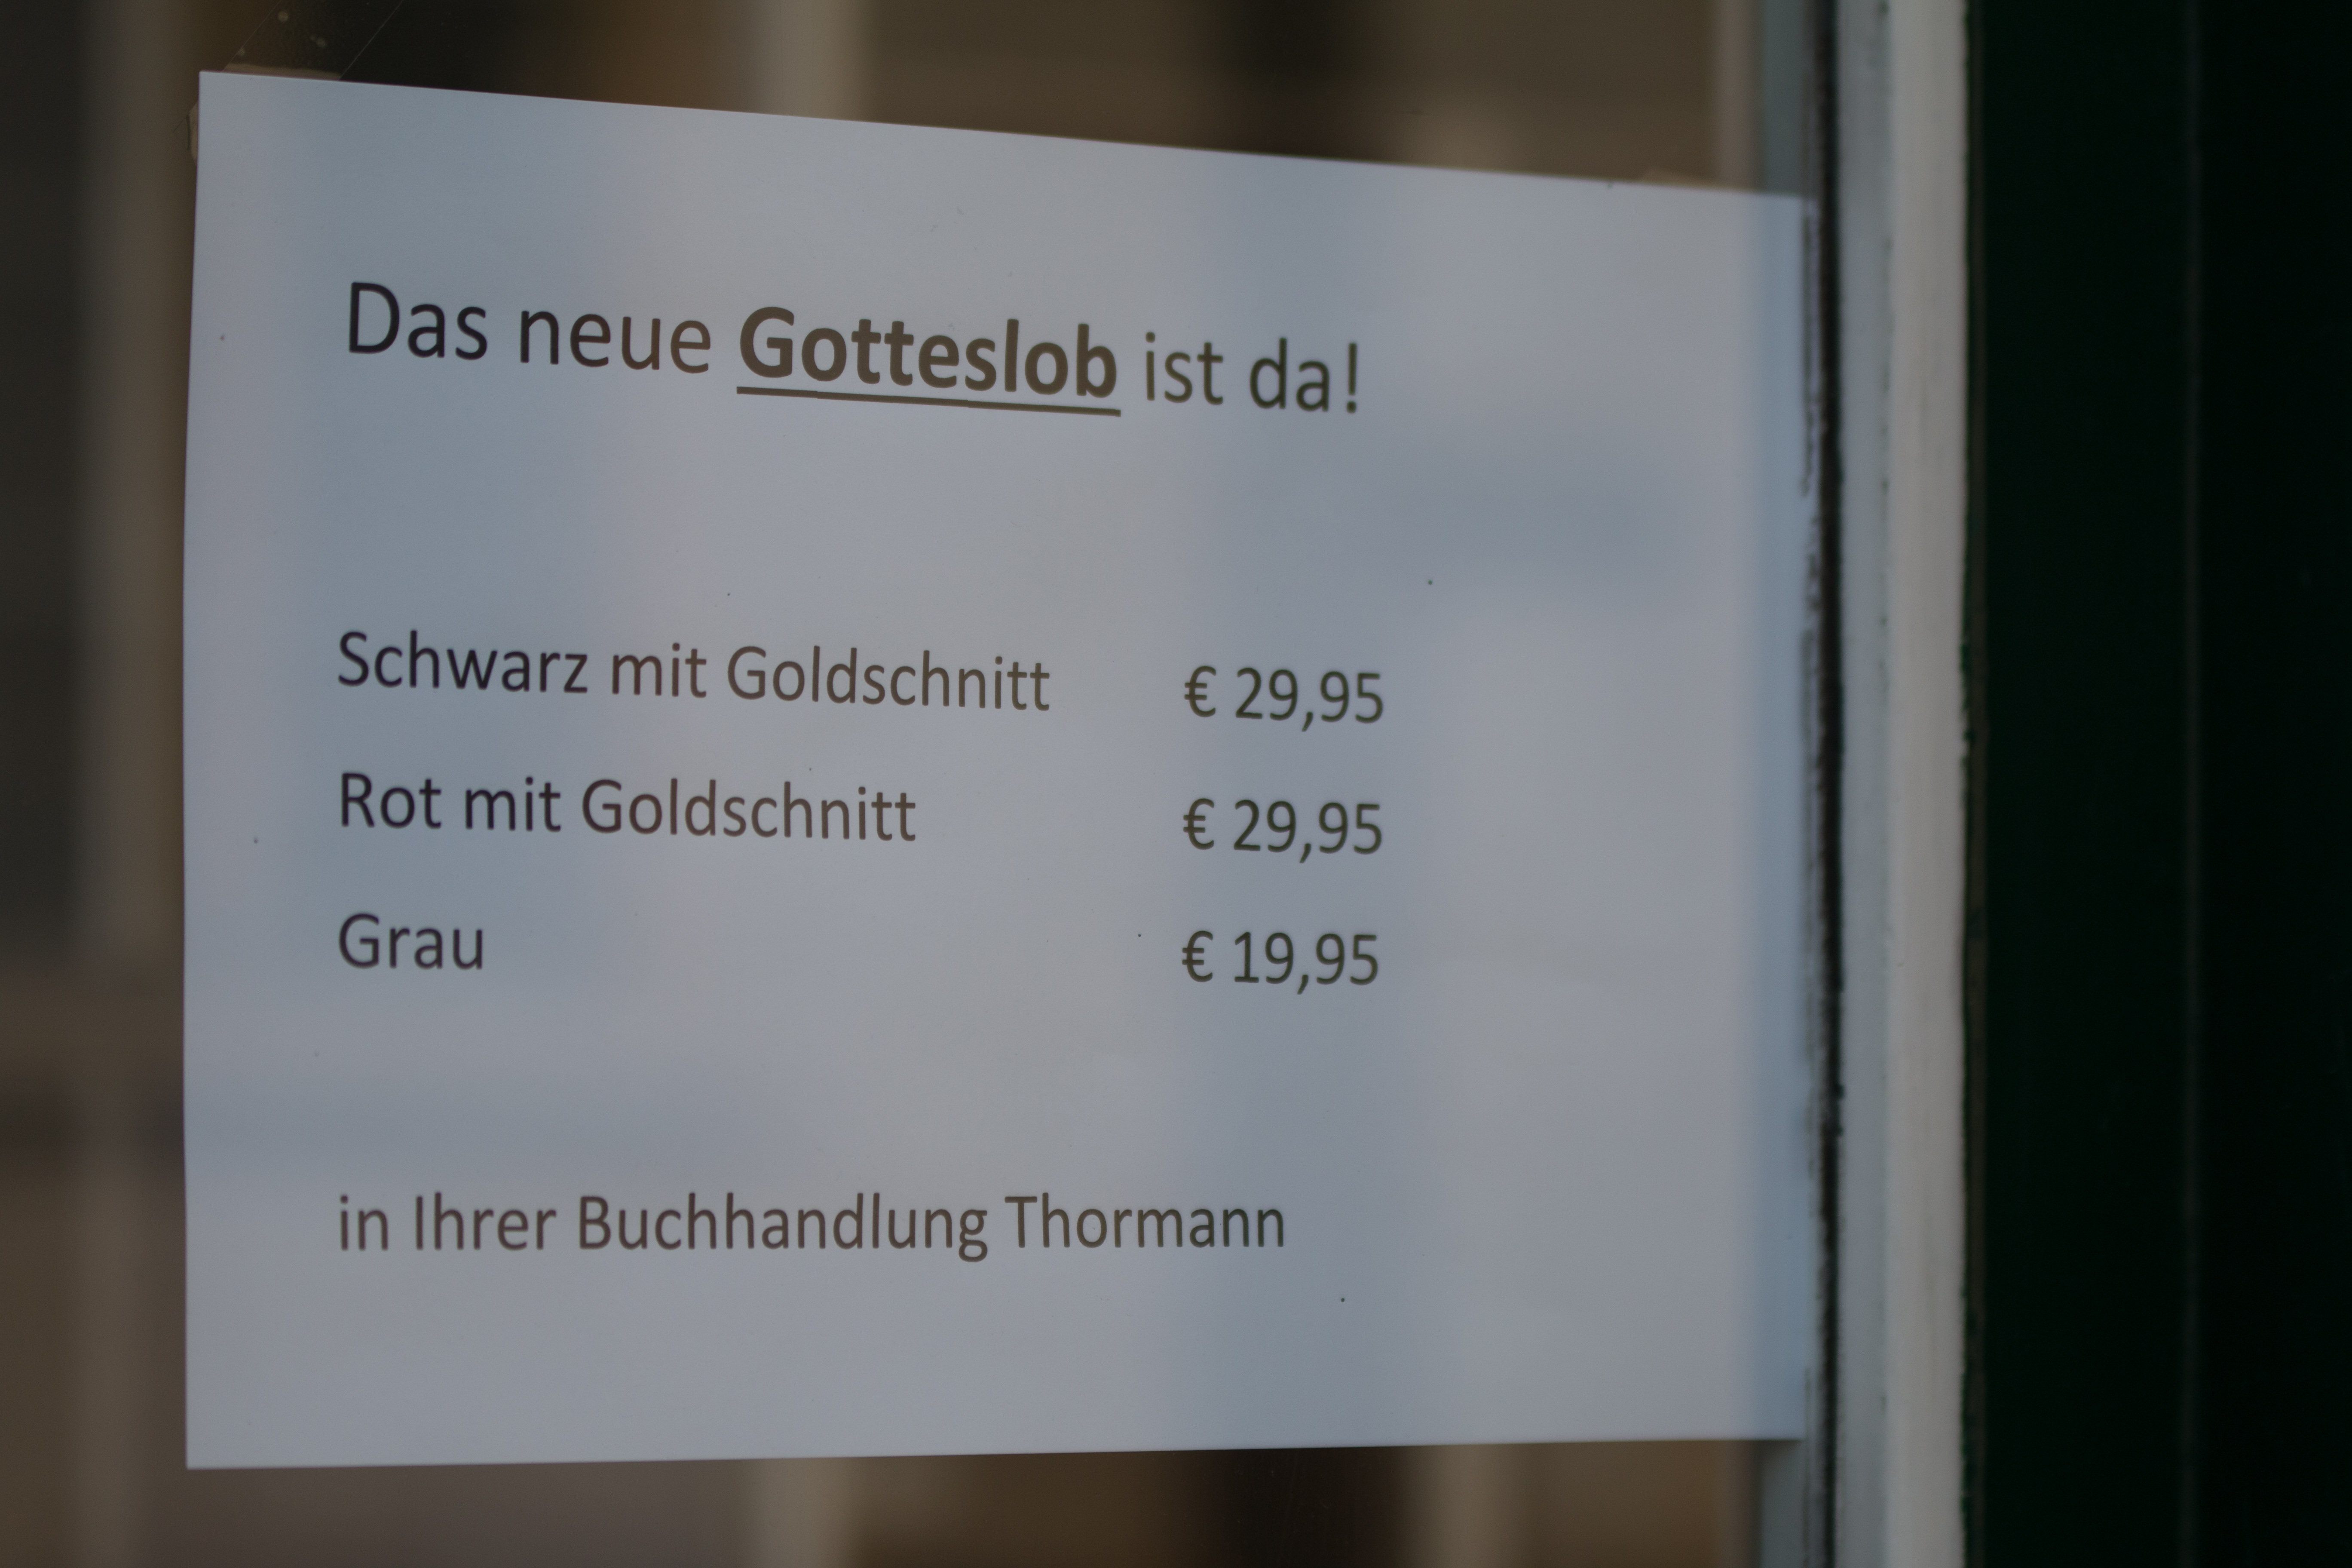 Das neue Gotteslob ist da!
Schwarz mit Goldschnitt € 29,95
Rot mit Goldschnitt € 29,95
Grau € 19,95
in Ihrer Buchhandlung Thormann